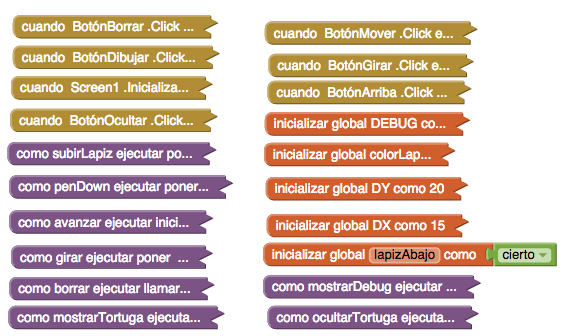 cuando BotónBorrar .Click ...
cuando BotónDibujar .Click...
cuando Screen1 .Inicializa...
cuando BotónOcultar .Click...
como subirLapiz ejecutar po...
como penDown ejecutar poner...
como avanzar ejecutar inici...
como girar ejecutar poner ...
como borrar ejecutar llamar...
como mostrarTortuga ejecuta...
cuando BotónMover .Click e...
cuando BotónGirar .Click e...
cuando BotónArriba .Click ...
inicializar global DEBUG co...
inicializar global colorLap...
inicializar global DY como 20
inicializar global DX como 15
inicializar global lapizAbajo como cierto
como mostrarDebug ejecutar ...
como ocultarTortuga ejecuta...